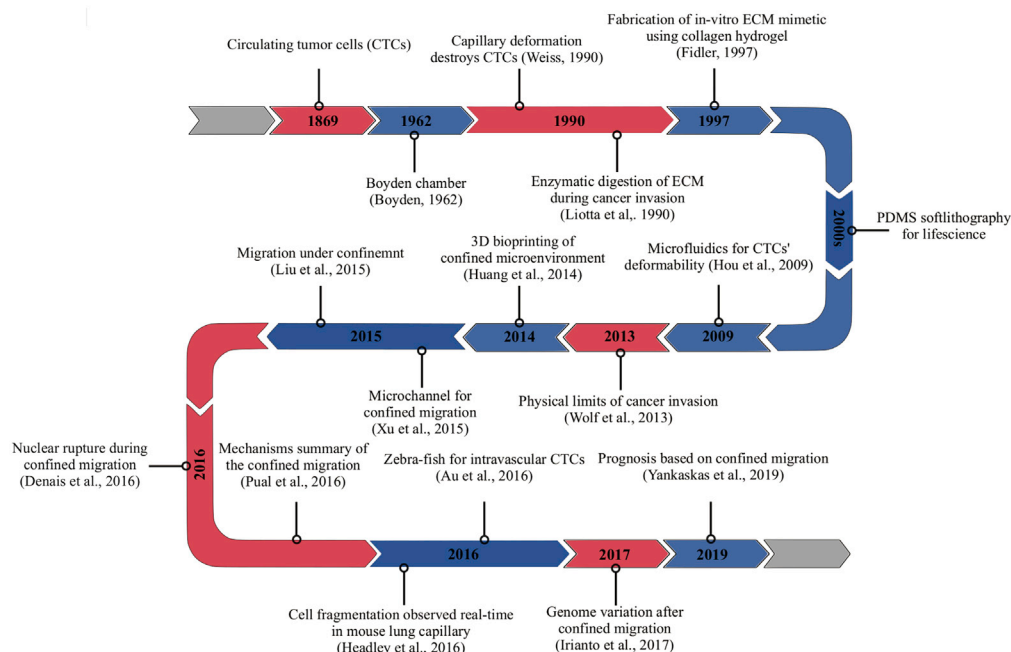 Circulating tumor cells (CTCs)
Capillary deformation
destroys CTCs (Weiss, 1990)
Fabrication of in-vitro ECM mimetic
using collagen hydrogel
(Fidler, 1997)
1869
1962
1990
1997
Boyden chamber
(Boyden, 1962)
Enzymatic digestion of ECM
during cancer invasion
(Liotta et al,. 1990)
2000s
PDMS softlithography
for lifescience
Migration under confinemnt
(Liu et al., 2015)
3D bioprinting of
confined microenvironment
(Huang et al., 2014)
Microfluidics for CTCs'
deformability (Hou et al., 2009)
2015
2014
2013
2009
Microchannel for
confined migration
(Xu et al., 2015)
Physical limits of cancer invasion
(Wolf et al., 2013)
Nuclear rupture during
confined migration
(Denais et al., 2016)
2016
Mechanisms summary of
the confined migration
(Pual et al., 2016)
Zebra-fish for intravascular CTCs
(Au et al., 2016)
Prognosis based on confined migration
(Yankaskas et al., 2019)
2016
2017
2019
Cell fragmentation observed real-time
in mouse lung capillary
(Headley et al., 2016)
Genome variation after
confined migration
(Irianto et al., 2017)